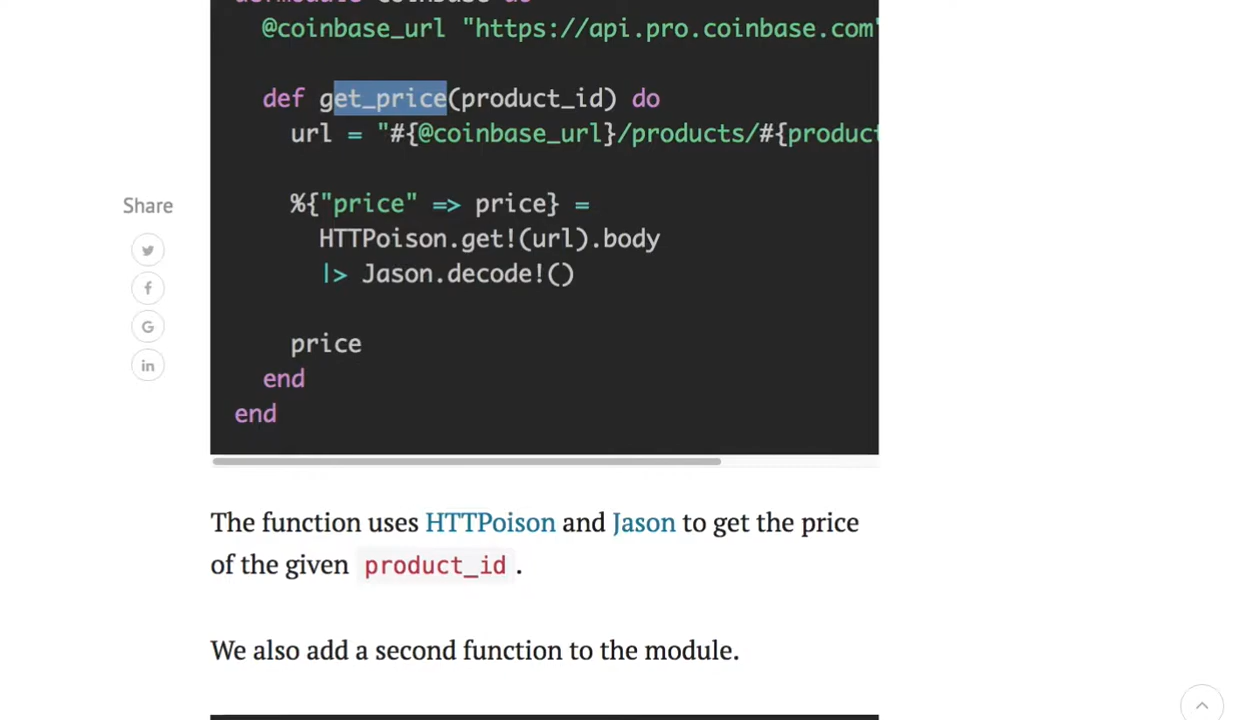 @coinbase_url "https://api.pro.coinbase.com"
def get_price(product_id) do
url = "#{@coinbase_url}/products/#{product
%{"price" => price} =
HTTPoison.get!(url).body
|> Jason.decode!()
price
end
end
Share
The function uses HTTPoison and Jason to get the price
of the given product_id.
We also add a second function to the module.